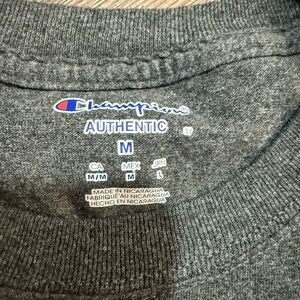 Champion®
AUTHENTIC
M
CA MEX JPN
M/M M L
MADE IN NICARAGUA
FABRIQUÉ AU NICARAGUA
HECHO EN NICARAGUA